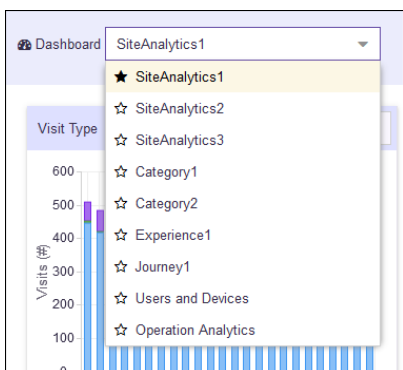 Dashboard SiteAnalytics1
SiteAnalytics1
SiteAnalytics2
SiteAnalytics3
Category1
Category2
Experience1
Journey1
Users and Devices
Operation Analytics
Visit Type
Visits (#)
600
500
400
300
200
100
0